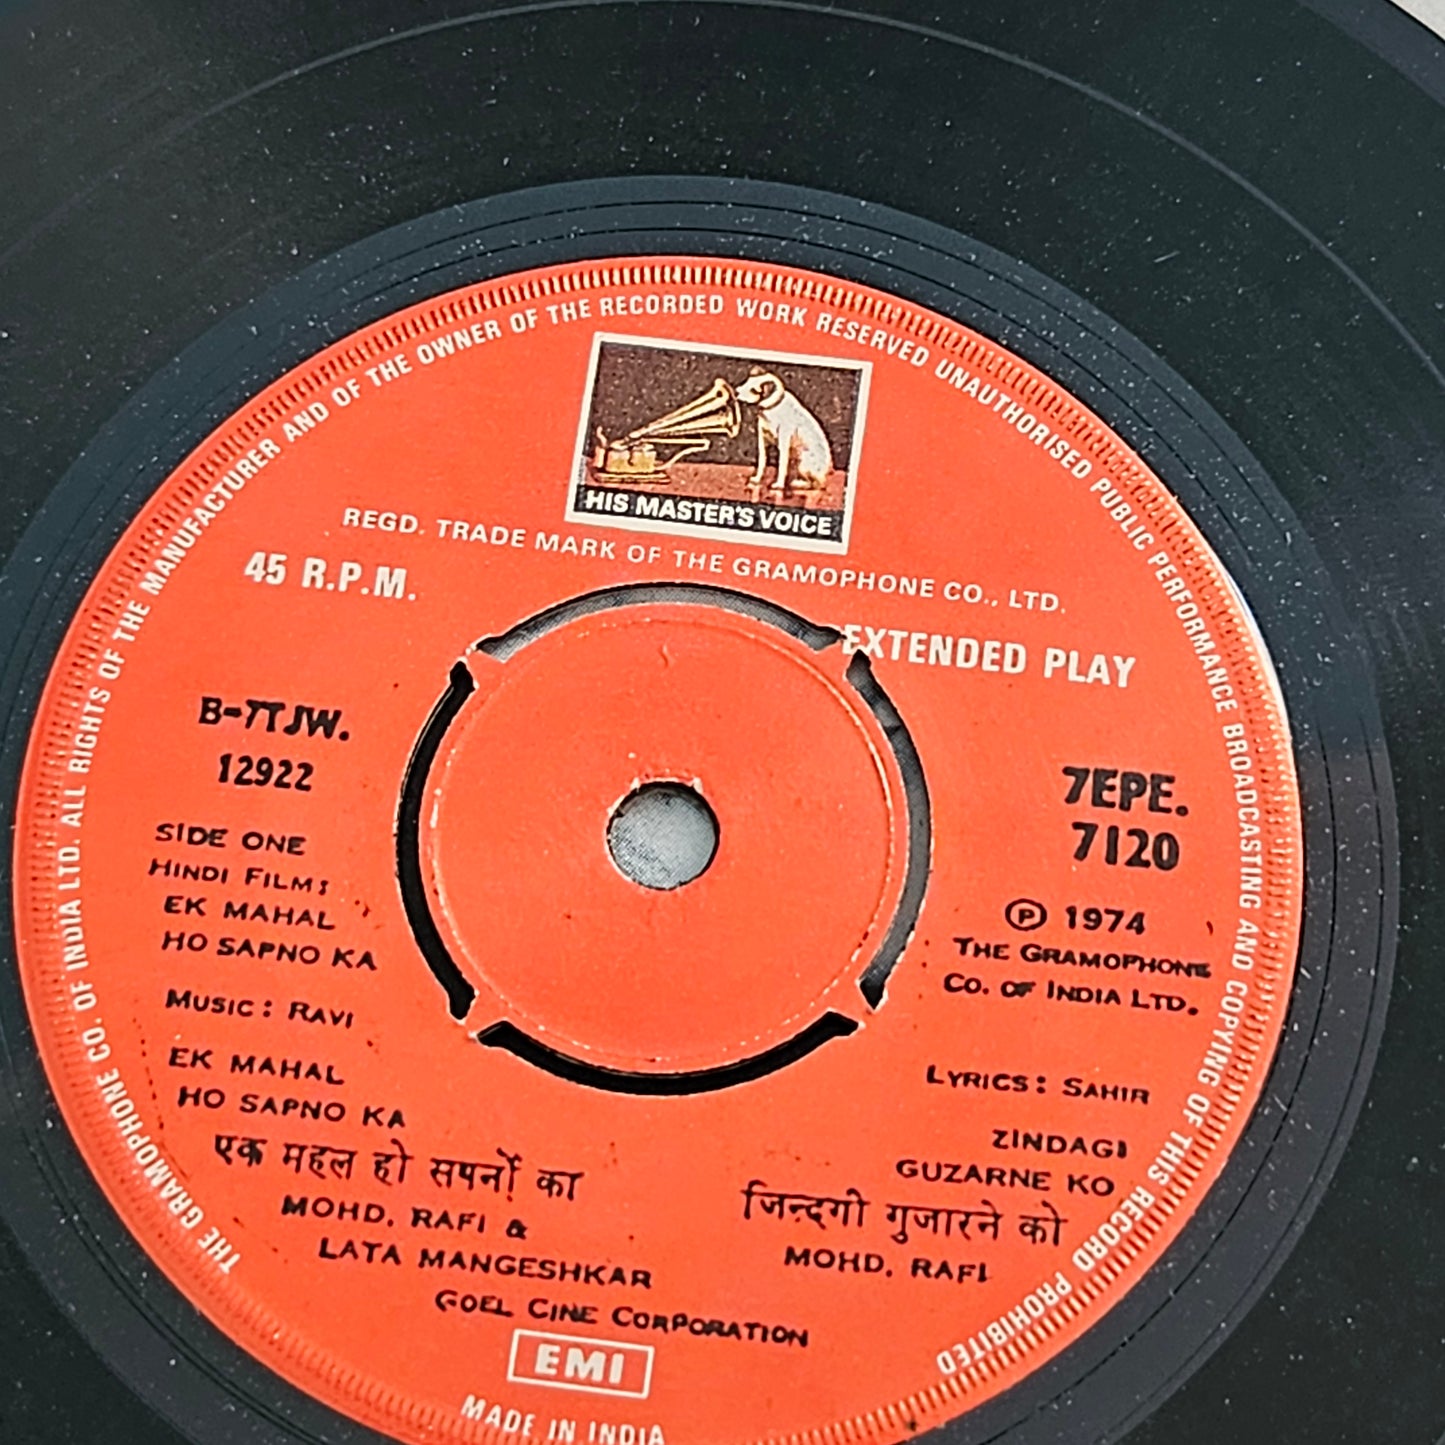 THE GRAMOPHONE CO. OF INDIA LTD. ALL RIGHTS OF THE MANUFACTURER AND OF THE OWNER OF THE RECORDED WORK RESERVED UNAUTHORISED PUBLIC PERFORMANCE BROADCASTING AND COPYING OF THIS RECORD PROHIBITED
HIS MASTER'S VOICE
REGD. TRADE MARK OF THE GRAMOPHONE CO., LTD.
45 R.P.M.
EXTENDED PLAY
B-7TJW.
12922
7EPE.
7120
SIDE ONE
HINDI FILM:
EK MAHAL
HO SAPNO KA
℗ 1974
THE GRAMOPHONE
CO. OF INDIA LTD.
MUSIC: RAVI
LYRICS: SAHIR
EK MAHAL
HO SAPNO KA
एक महल हो सपनों का
MOHD. RAFI &
LATA MANGESHKAR
ZINDAGI
GUZARNE KO
जिन्दगी गुजारने को
MOHD. RAFI
GOEL CINE CORPORATION
EMI
MADE IN INDIA